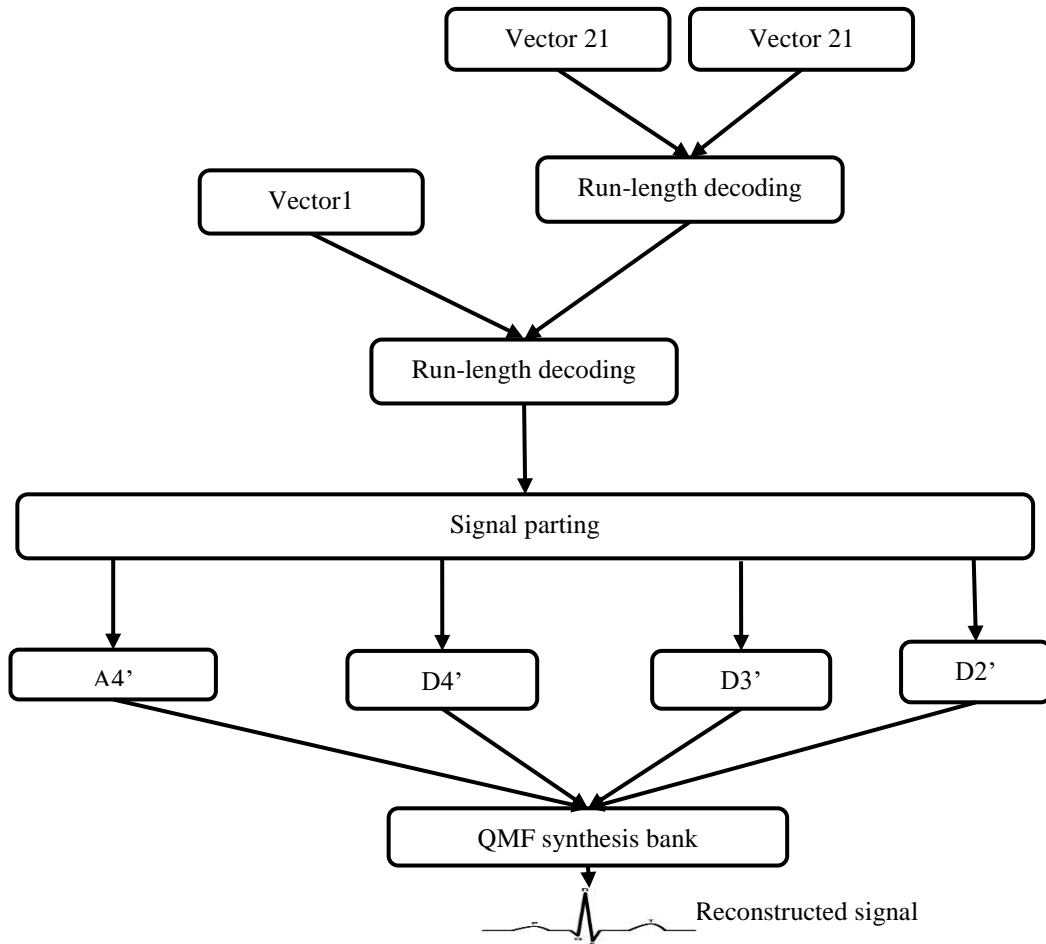 Vector 21
Vector 21
Run-length decoding
Vector1
Run-length decoding
Signal parting
A4’
D4’
D3’
D2’
QMF synthesis bank
Reconstructed signal